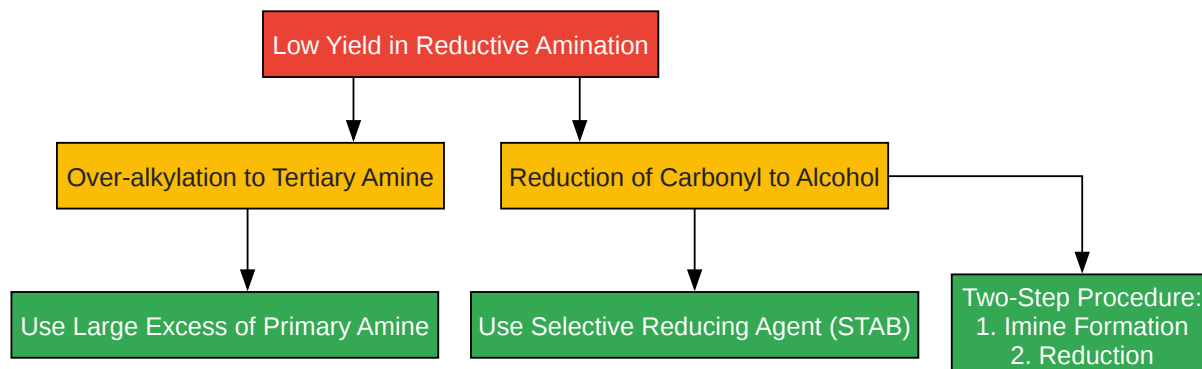 Low Yield in Reductive Amination
Over-alkylation to Tertiary Amine
Reduction of Carbonyl to Alcohol
Use Large Excess of Primary Amine
Use Selective Reducing Agent (STAB)
Two-Step Procedure:
1. Imine Formation
2. Reduction